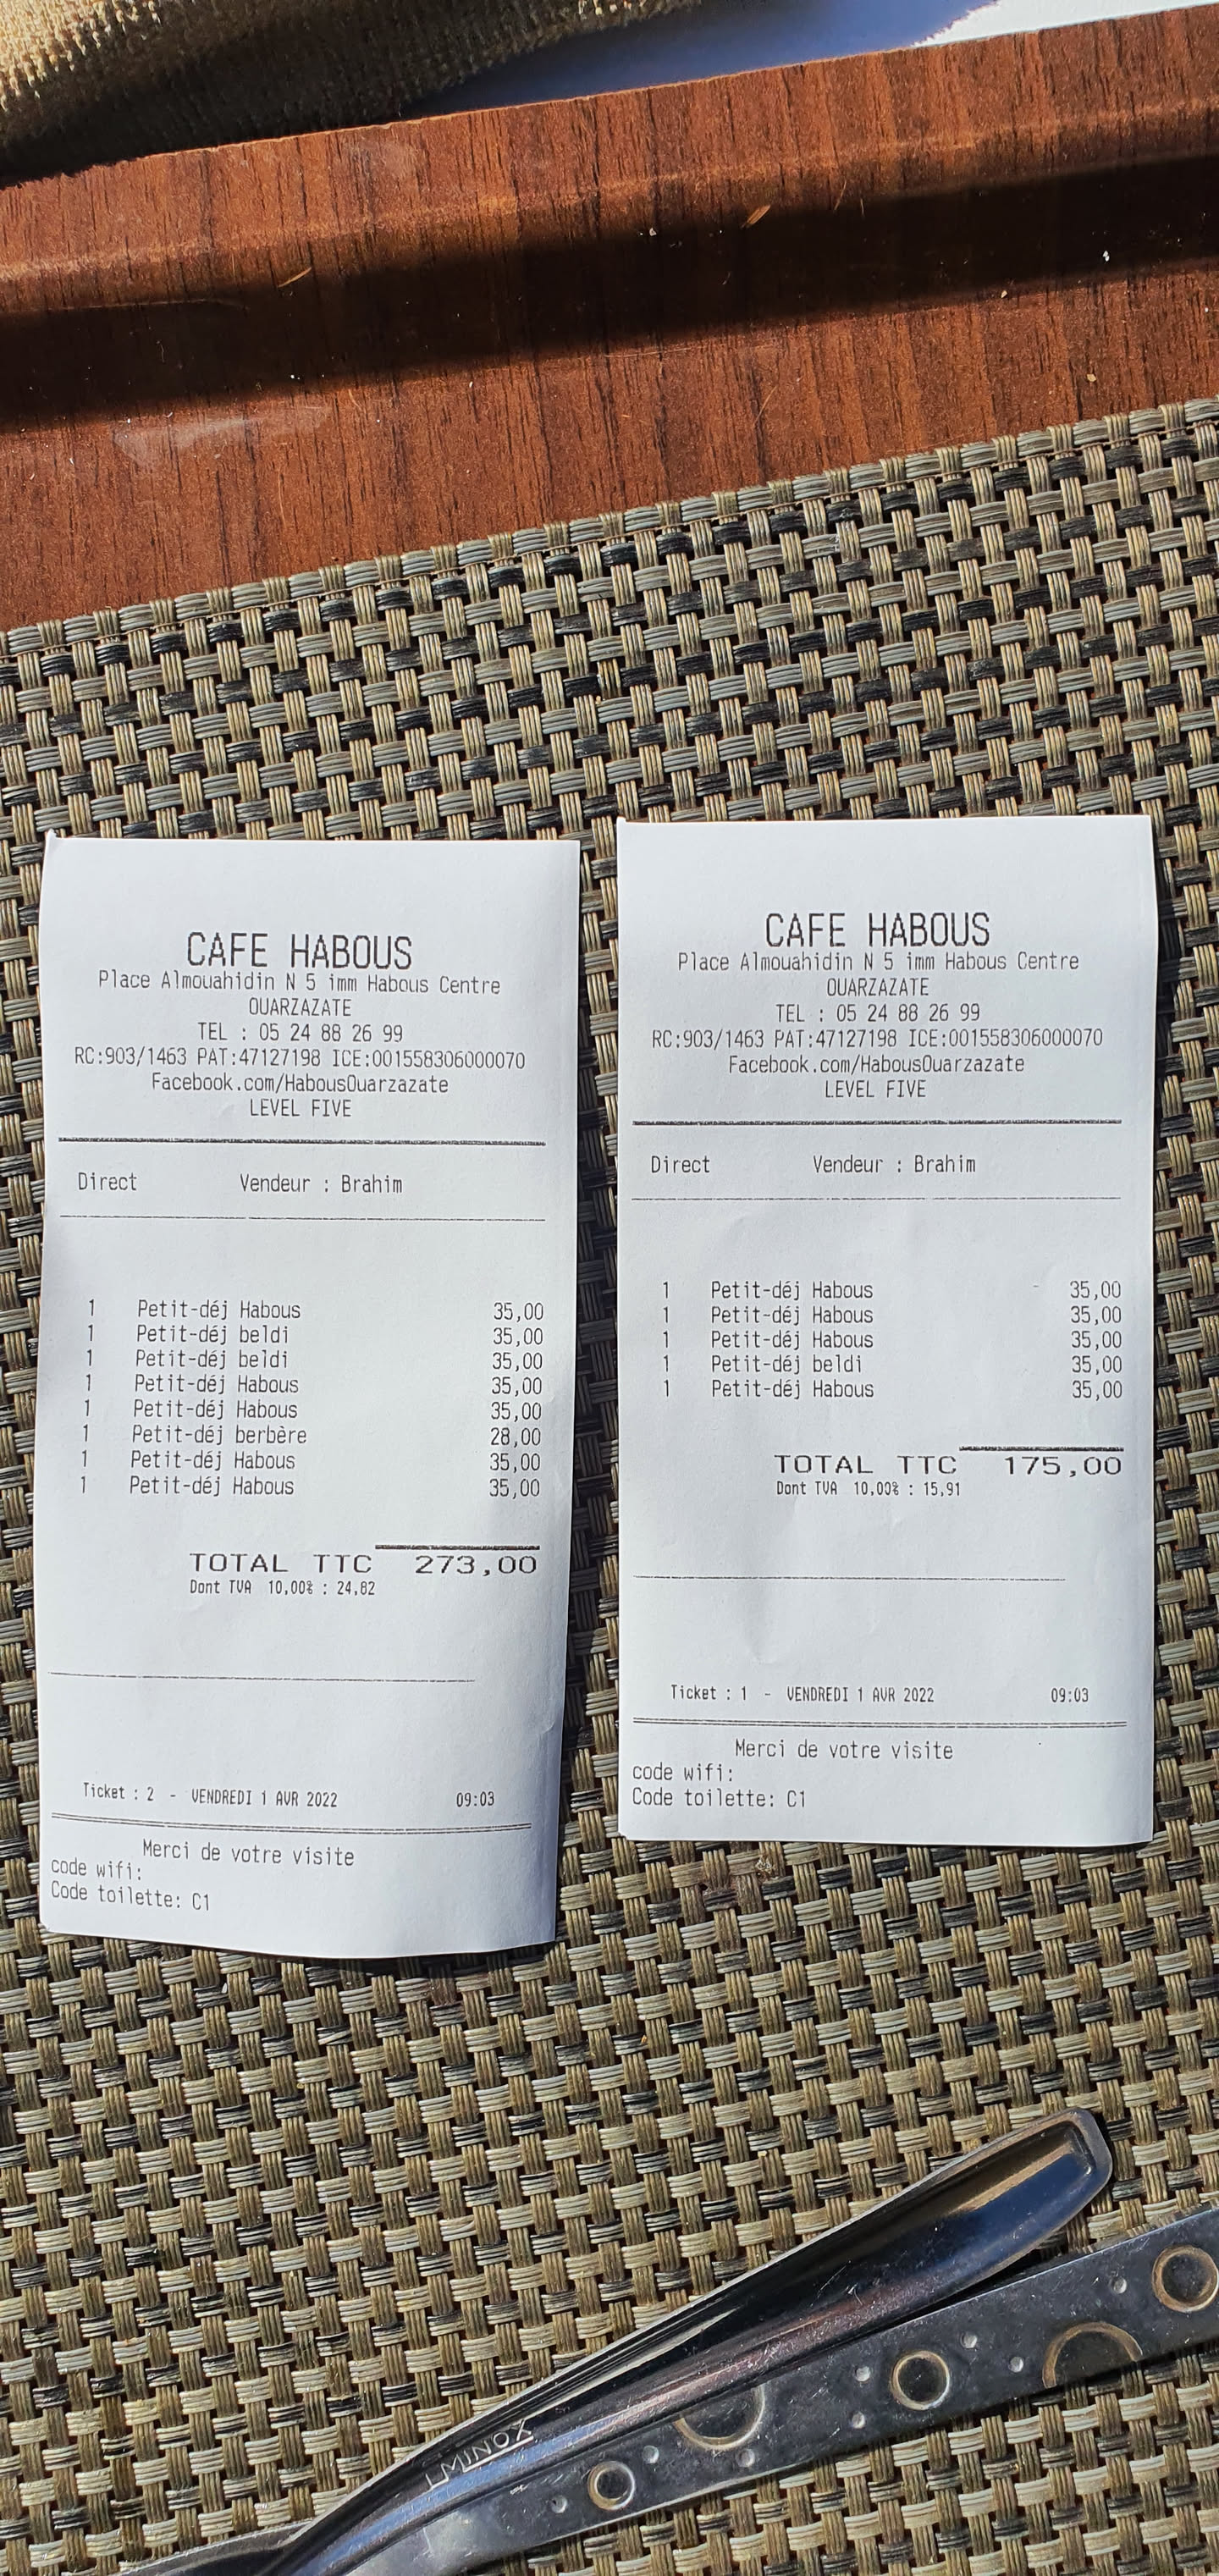 CAFE HABOUS
Place Almouahidin N 5 imm Habous Centre
OUARZAZATE
TEL : 05 24 88 26 99
RC:903/1463 PAT:47127198 ICE:001558306000070
Facebook.com/HabousOuarzazate
LEVEL FIVE
Direct Vendeur : Brahim
1 Petit-déj Habous 35,00
1 Petit-déj beldi 35,00
1 Petit-déj beldi 35,00
1 Petit-déj Habous 35,00
1 Petit-déj Habous 35,00
1 Petit-déj berbère 28,00
1 Petit-déj Habous 35,00
1 Petit-déj Habous 35,00
TOTAL TTC 273,00
Dont TVA 10,00% : 24,82
Ticket : 2 - VENDREDI 1 AVR 2022 09:03
Merci de votre visite
code wifi:
Code toilette: C1
CAFE HABOUS
Place Almouahidin N 5 imm Habous Centre
OUARZAZATE
TEL : 05 24 88 26 99
RC:903/1463 PAT:47127198 ICE:001558306000070
Facebook.com/HabousOuarzazate
LEVEL FIVE
Direct Vendeur : Brahim
1 Petit-déj Habous 35,00
1 Petit-déj Habous 35,00
1 Petit-déj Habous 35,00
1 Petit-déj beldi 35,00
1 Petit-déj Habous 35,00
TOTAL TTC 175,00
Dont TVA 10,00% : 15,91
Ticket : 1 - VENDREDI 1 AVR 2022 09:03
Merci de votre visite
code wifi:
Code toilette: C1